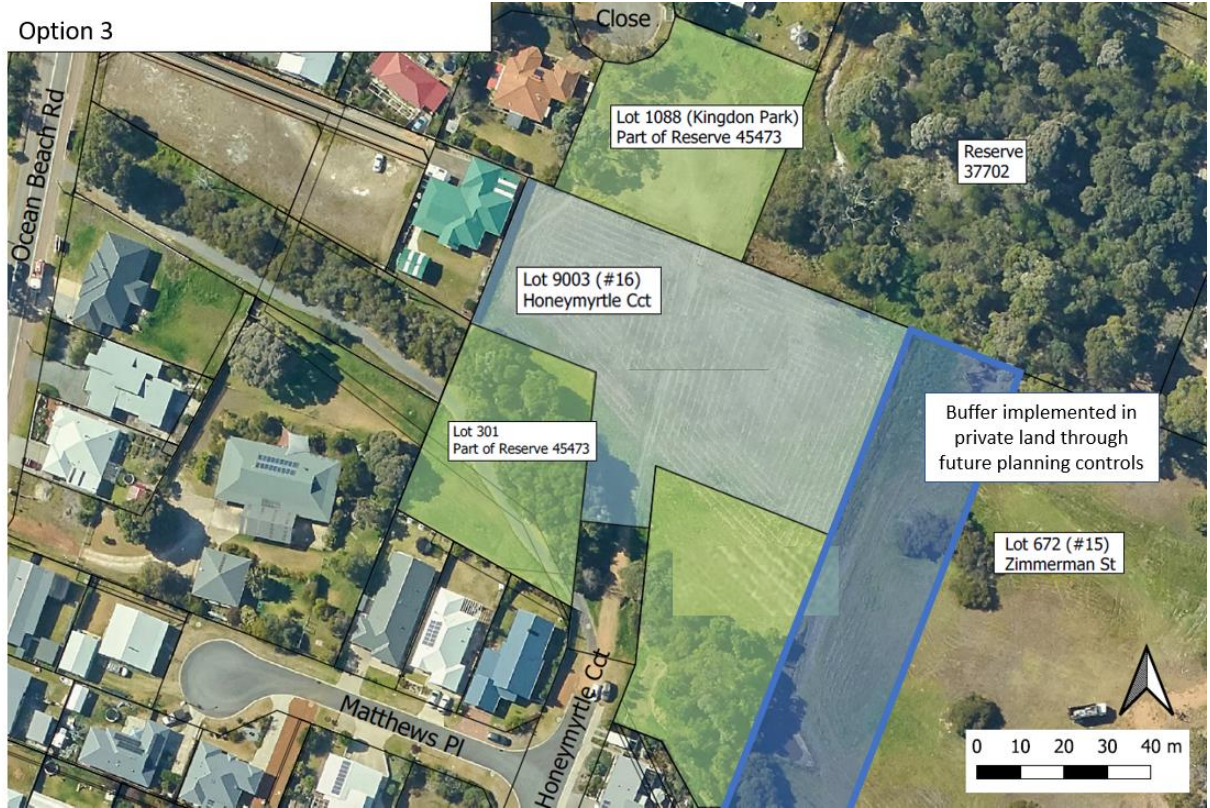 Option 3
Close
Ocean Beach Rd
Lot 1088 (Kingdon Park)
Part of Reserve 45473
Reserve
37702
Lot 9003 (#16)
Honeymyrtle Cct
Buffer implemented in
private land through
future planning controls
Lot 301
Part of Reserve 45473
Lot 672 (#15)
Zimmerman St
Matthews Pl
Honeymyrtle Cct
0 10 20 30 40 m